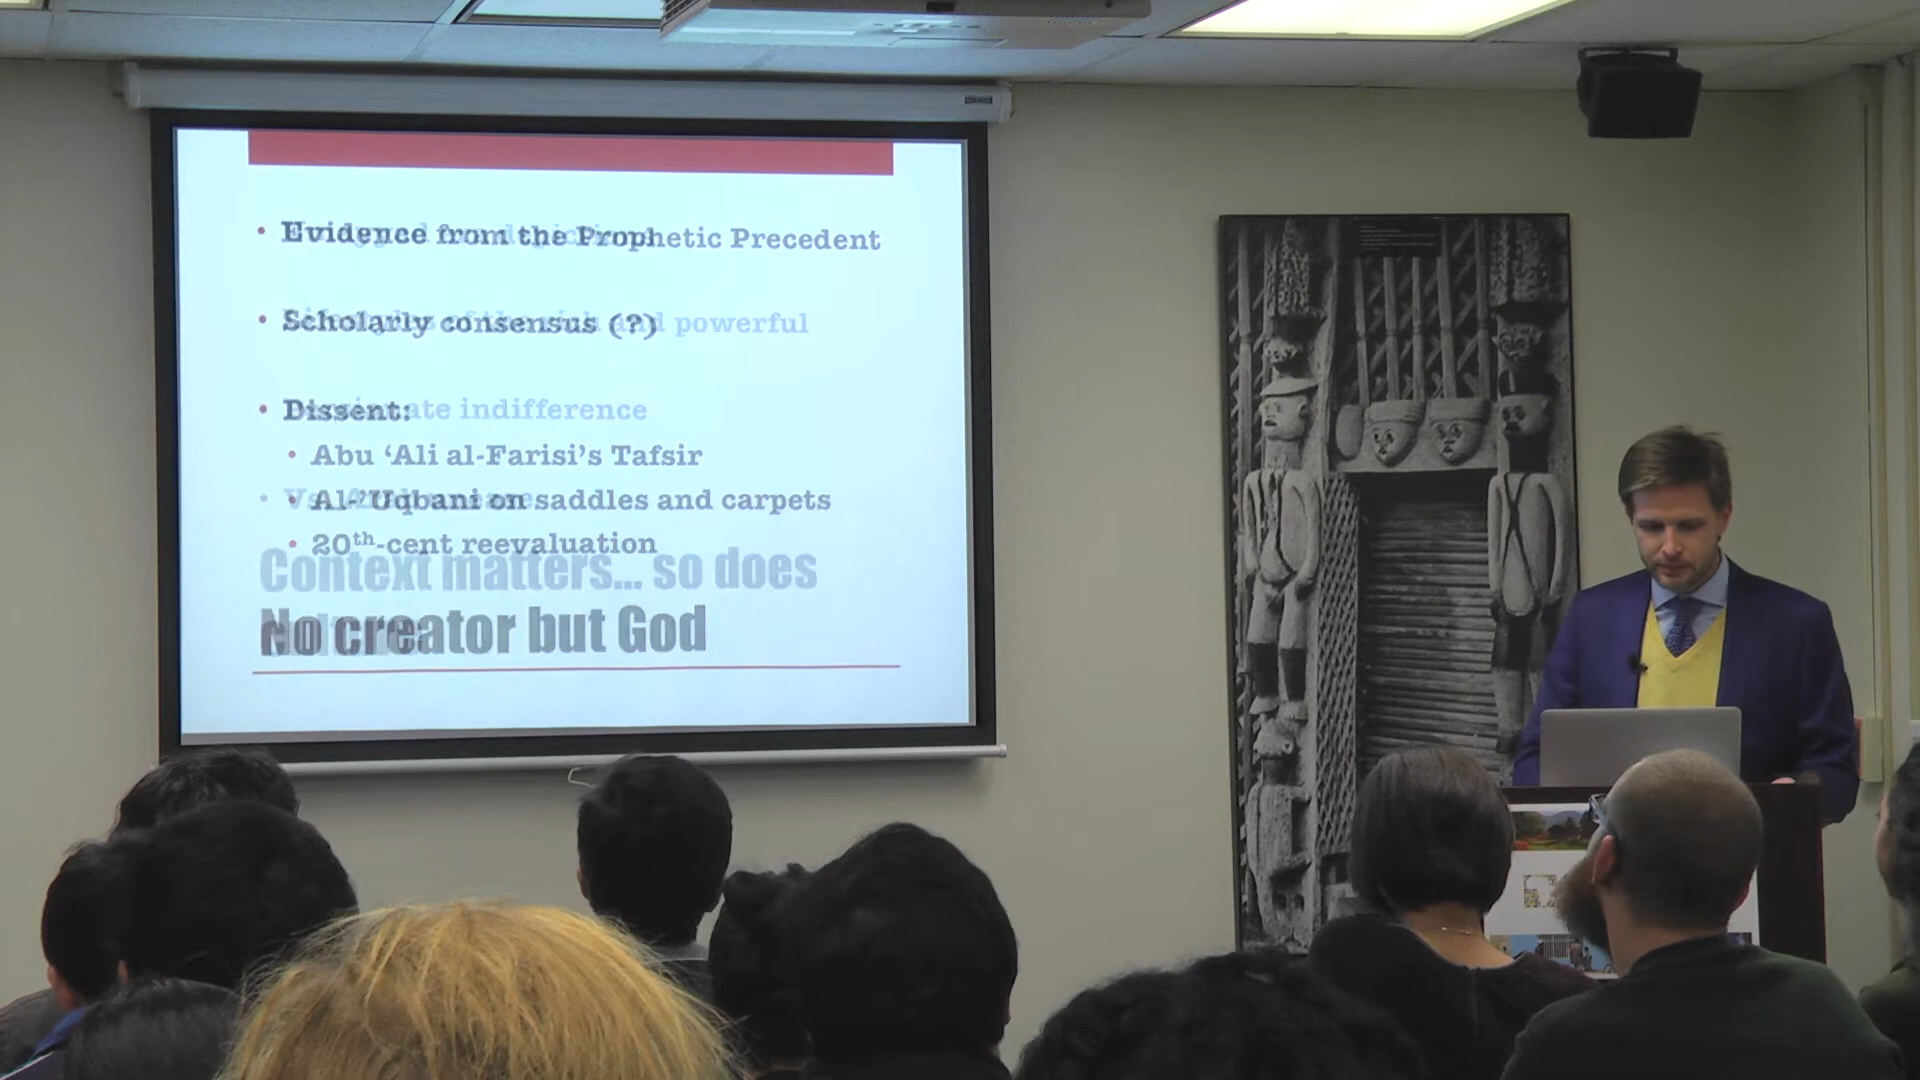 Evidence from the Prophetic Precedent
Scholarly consensus (?)
and powerful
Dissent:
indifference
Abu ‘Ali al-Farisi’s Tafsir
Al-’Uqbani on saddles and carpets
20th-cent reevaluation
Context matters... so does
No creator but God